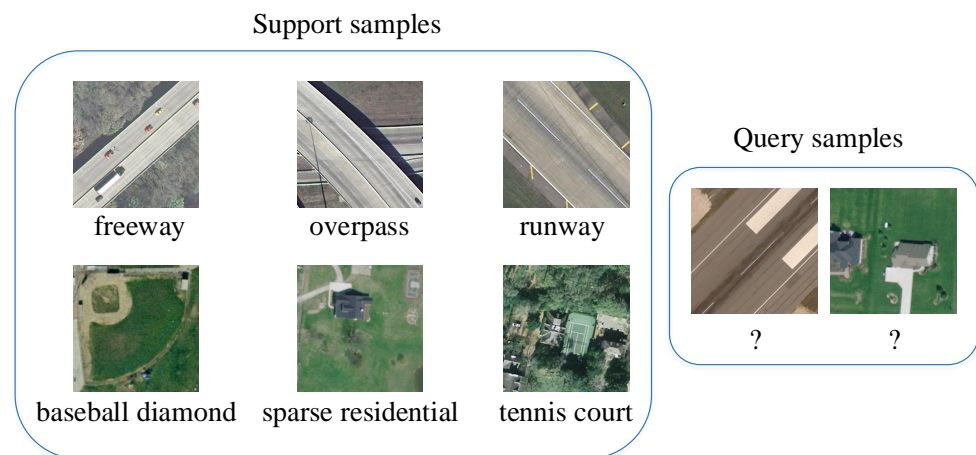 Support samples
freeway
overpass
runway
baseball diamond
sparse residential
tennis court
Query samples
?
?